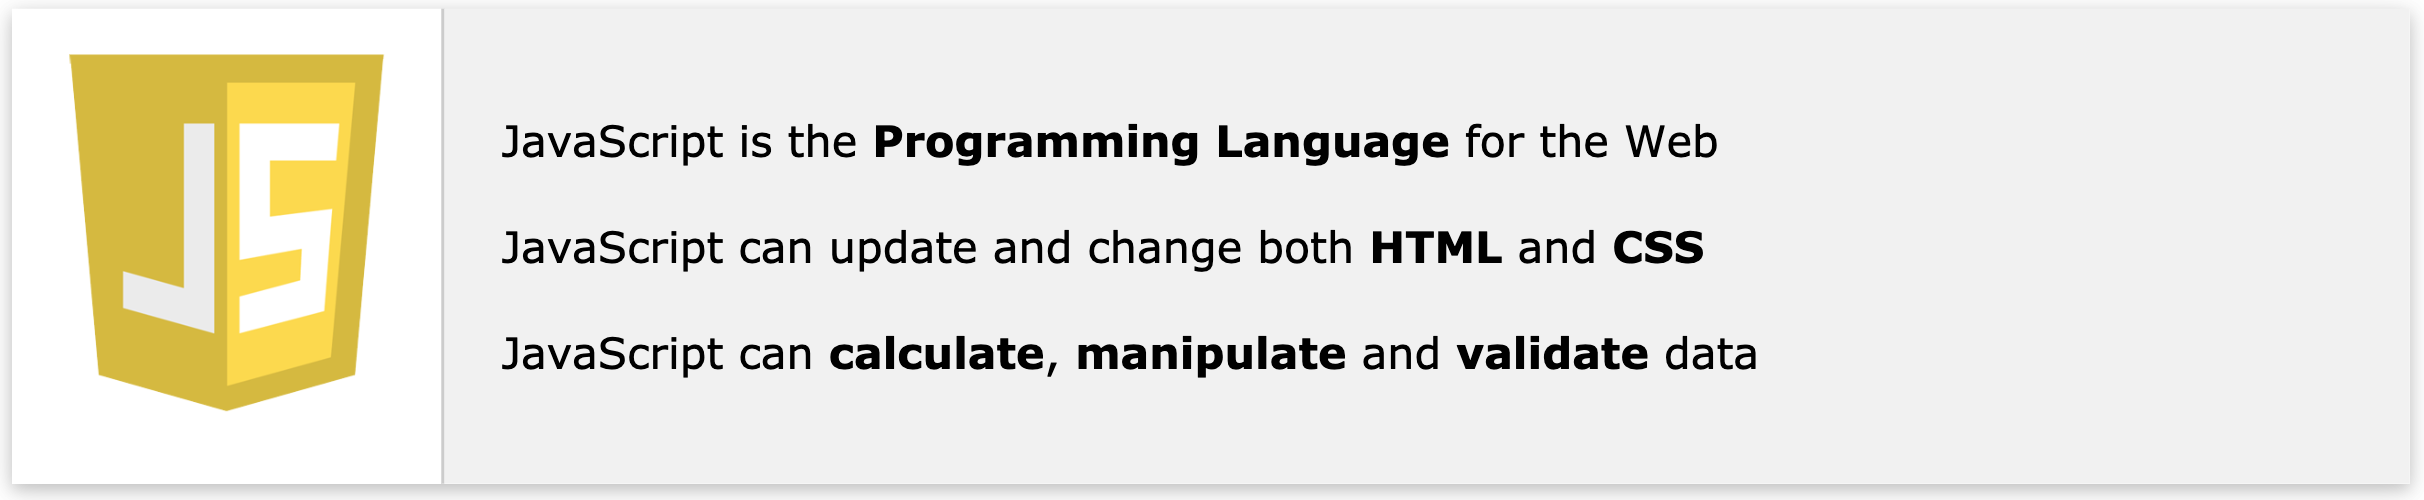 JS
JavaScript is the Programming Language for the Web
JavaScript can update and change both HTML and CSS
JavaScript can calculate, manipulate and validate data